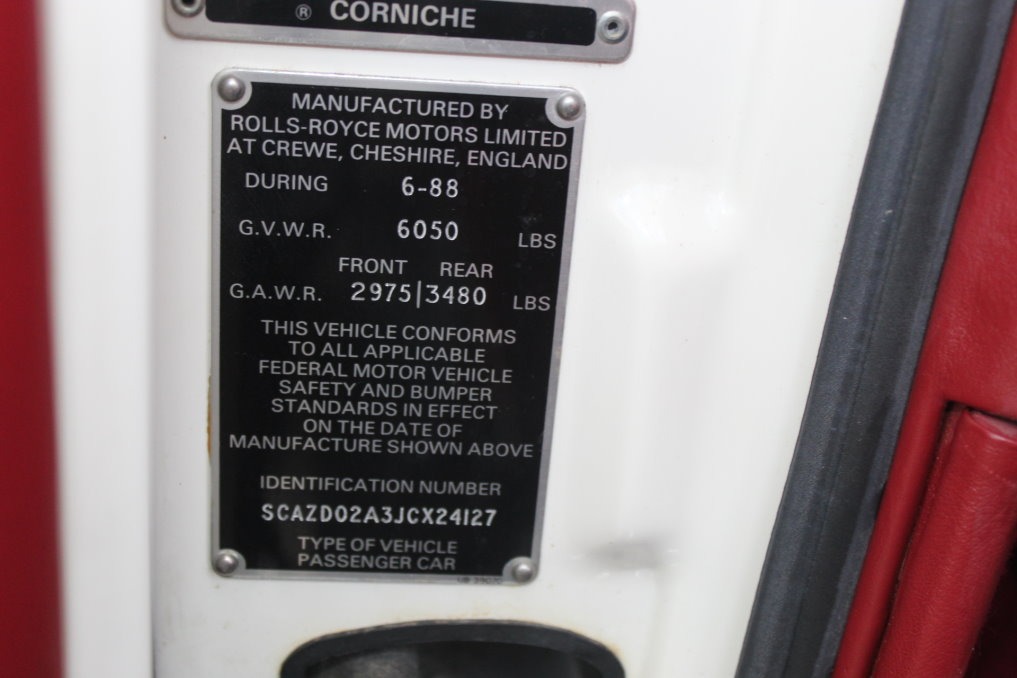 ® CORNICHE
MANUFACTURED BY
ROLLS-ROYCE MOTORS LIMITED
AT CREWE, CHESHIRE, ENGLAND
DURING 6-88
G.V.W.R. 6050 LBS
FRONT REAR
G.A.W.R. 2975|3480 LBS
THIS VEHICLE CONFORMS
TO ALL APPLICABLE
FEDERAL MOTOR VEHICLE
SAFETY AND BUMPER
STANDARDS IN EFFECT
ON THE DATE OF
MANUFACTURE SHOWN ABOVE
IDENTIFICATION NUMBER
SCAZD02A3JCX24127
TYPE OF VEHICLE
PASSENGER CAR